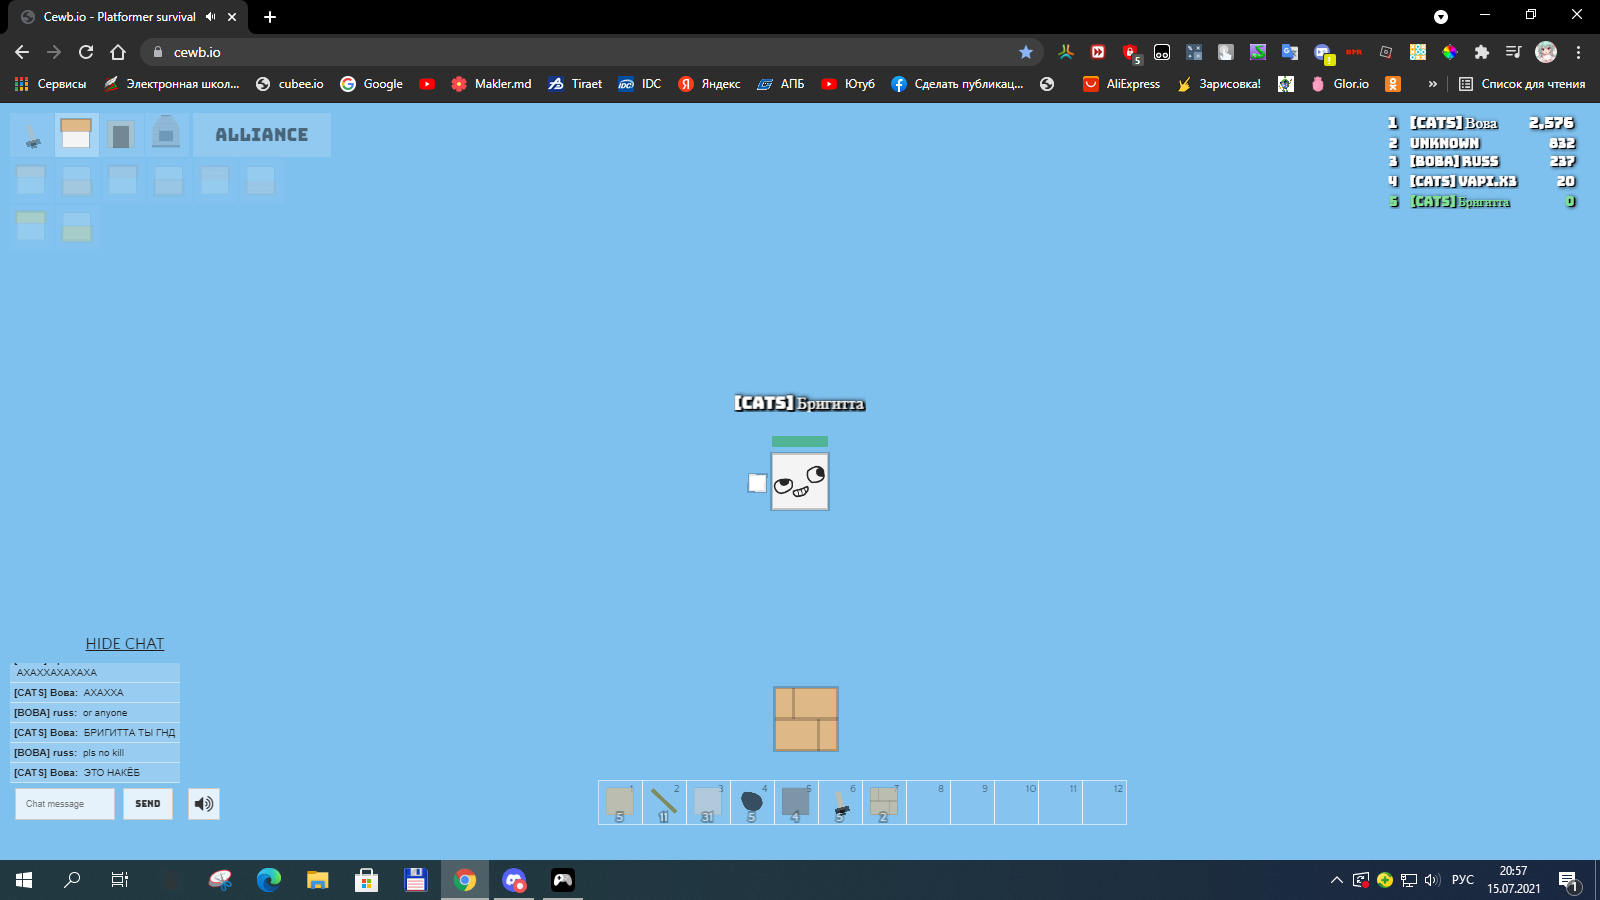 Cewb.io - Platformer survival
cewb.io
5
Сервисы
Электронная школ...
cubee.io
Google
Makler.md
Tiraet
IDC
Яндекс
АПБ
Ютуб
Сделать публикац...
AliExpress
Зарисовка!
Glor.io
»
Список для чтения
ALLIANCE
1 [CATS] Вова 2,576
2 UNKNOWN 832
3 [BOBA] RUSS 237
4 [CATS] VAPI.X3 20
5 [CATS] Бригитта 0
[CATS] Бригитта
HIDE CHAT
АХАХХАХАХАХА
[CATS] Вова: АХАХХА
[BOBA] russ: or anyone
[CATS] Вова: БРИГИТТА ТЫ ГНД
[BOBA] russ: pls no kill
[CATS] Вова: ЭТО НАКЁБ
Chat message
SEND
1 2 3 4 5 6 7 8 9 10 11 12
5 11 31 5 4 5 2
РУС
20:57
15.07.2021
1